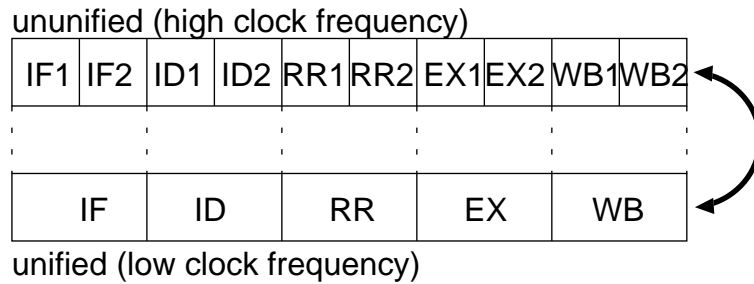 ununified (high clock frequency)
IF1 IF2 ID1 ID2 RR1 RR2 EX1 EX2 WB1 WB2
IF ID RR EX WB
unified (low clock frequency)